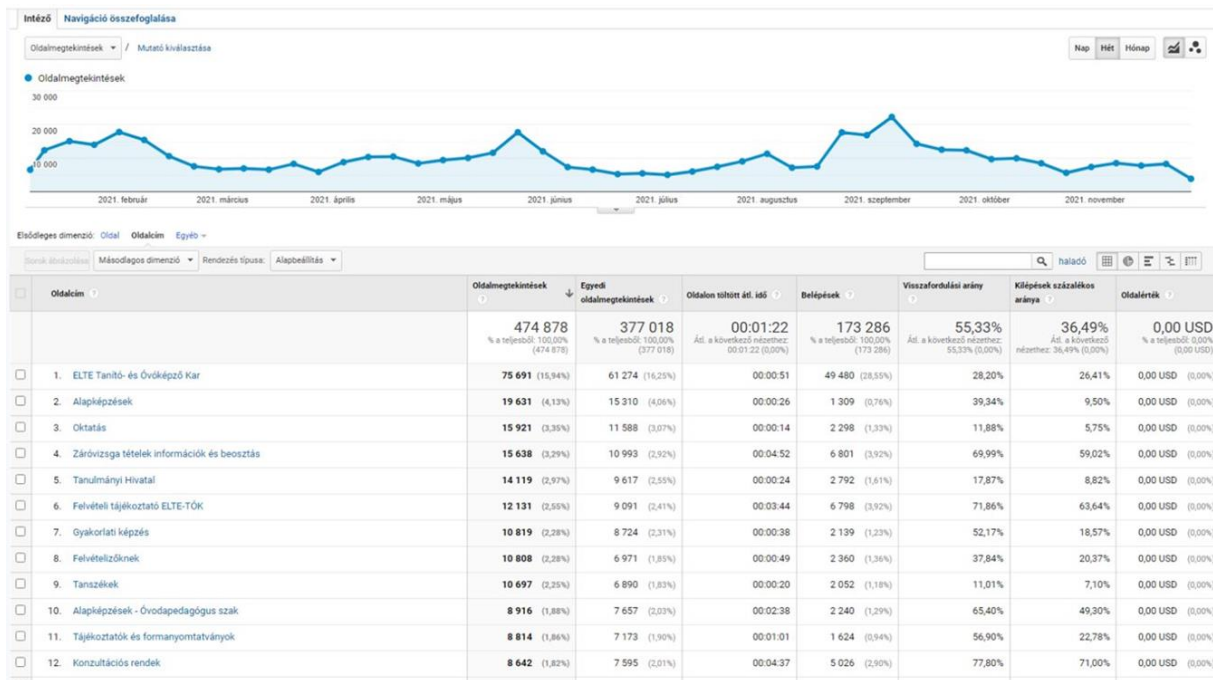 Intéző Navigáció összefoglalása
Oldalmegtekintések / Mutató kiválasztása Nap Hét Hónap
Oldalmegtekintések
30 000
20 000
10 000
2021. február 2021. március 2021. április 2021. május 2021. június 2021. július 2021. augusztus 2021. szeptember 2021. október 2021. november
Elsődleges dimenzió: Oldal Oldalcím Egyéb
Sorok ábrázolása Másodlagos dimenzió Rendezés típusa: Alapbeállítás haladó
Oldalcím ? Oldalmegtekintések ? Egyedi oldalmegtekintések ? Oldalon töltött átl. idő ? Belépések ? Visszafordulási arány ? Kilépések százalékos aránya ? Oldalérték ?
474 878 377 018 00:01:22 173 286 55,33% 36,49% 0,00 USD
% a teljesből: 100,00% % a teljesből: 100,00% Átl. a következő nézethez: % a teljesből: 100,00% Átl. a következő nézethez: Átl. a következő % a teljesből: 0,00%
(474 878) (377 018) 00:01:22 (0,00%) (173 286) 55,33% (0,00%) nézethez: 36,49% (0,00%) (0,00 USD)
1. ELTE Tanító- és Óvóképző Kar 75 691 (15,94%) 61 274 (16,25%) 00:00:51 49 480 (28,55%) 28,20% 26,41% 0,00 USD (0,00%)
2. Alapképzések 19 631 (4,13%) 15 310 (4,06%) 00:00:26 1 309 (0,76%) 39,34% 9,50% 0,00 USD (0,00%)
3. Oktatás 15 921 (3,35%) 11 588 (3,07%) 00:00:14 2 298 (1,33%) 11,88% 5,75% 0,00 USD (0,00%)
4. Záróvizsga tételek információk és beosztás 15 638 (3,29%) 10 993 (2,92%) 00:04:52 6 801 (3,92%) 69,99% 59,02% 0,00 USD (0,00%)
5. Tanulmányi Hivatal 14 119 (2,97%) 9 617 (2,55%) 00:00:24 2 792 (1,61%) 17,87% 8,82% 0,00 USD (0,00%)
6. Felvételi tájékoztató ELTE-TÓK 12 131 (2,55%) 9 091 (2,41%) 00:03:44 6 798 (3,92%) 71,86% 63,64% 0,00 USD (0,00%)
7. Gyakorlati képzés 10 819 (2,28%) 8 724 (2,31%) 00:00:38 2 139 (1,23%) 52,17% 18,57% 0,00 USD (0,00%)
8. Felvételizőknek 10 808 (2,28%) 6 971 (1,85%) 00:00:49 2 360 (1,36%) 37,84% 20,37% 0,00 USD (0,00%)
9. Tanszékek 10 697 (2,25%) 6 890 (1,83%) 00:00:20 2 052 (1,18%) 11,01% 7,10% 0,00 USD (0,00%)
10. Alapképzések - Óvodapedagógus szak 8 916 (1,88%) 7 657 (2,03%) 00:02:38 2 240 (1,29%) 65,40% 49,30% 0,00 USD (0,00%)
11. Tájékoztatók és formanyomtatványok 8 814 (1,86%) 7 173 (1,90%) 00:01:01 1 624 (0,94%) 56,90% 22,78% 0,00 USD (0,00%)
12. Konzultációs rendek 8 642 (1,82%) 7 595 (2,01%) 00:04:37 5 026 (2,90%) 77,80% 71,00% 0,00 USD (0,00%)